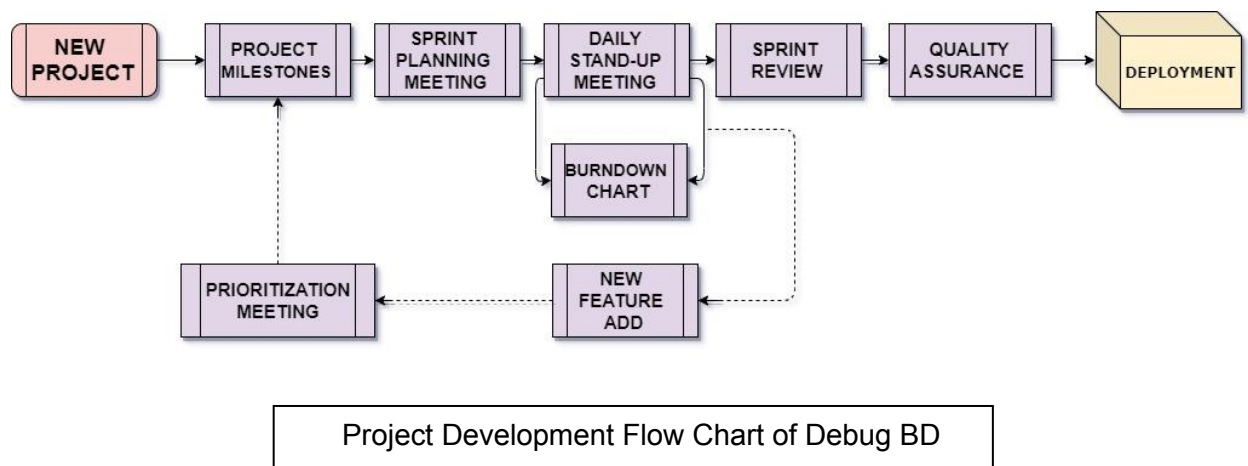 NEW
PROJECT
PROJECT
MILESTONES
SPRINT
PLANNING
MEETING
DAILY
STAND-UP
MEETING
SPRINT
REVIEW
QUALITY
ASSURANCE
DEPLOYMENT
BURNDOWN
CHART
PRIORITIZATION
MEETING
NEW
FEATURE
ADD
Project Development Flow Chart of Debug BD